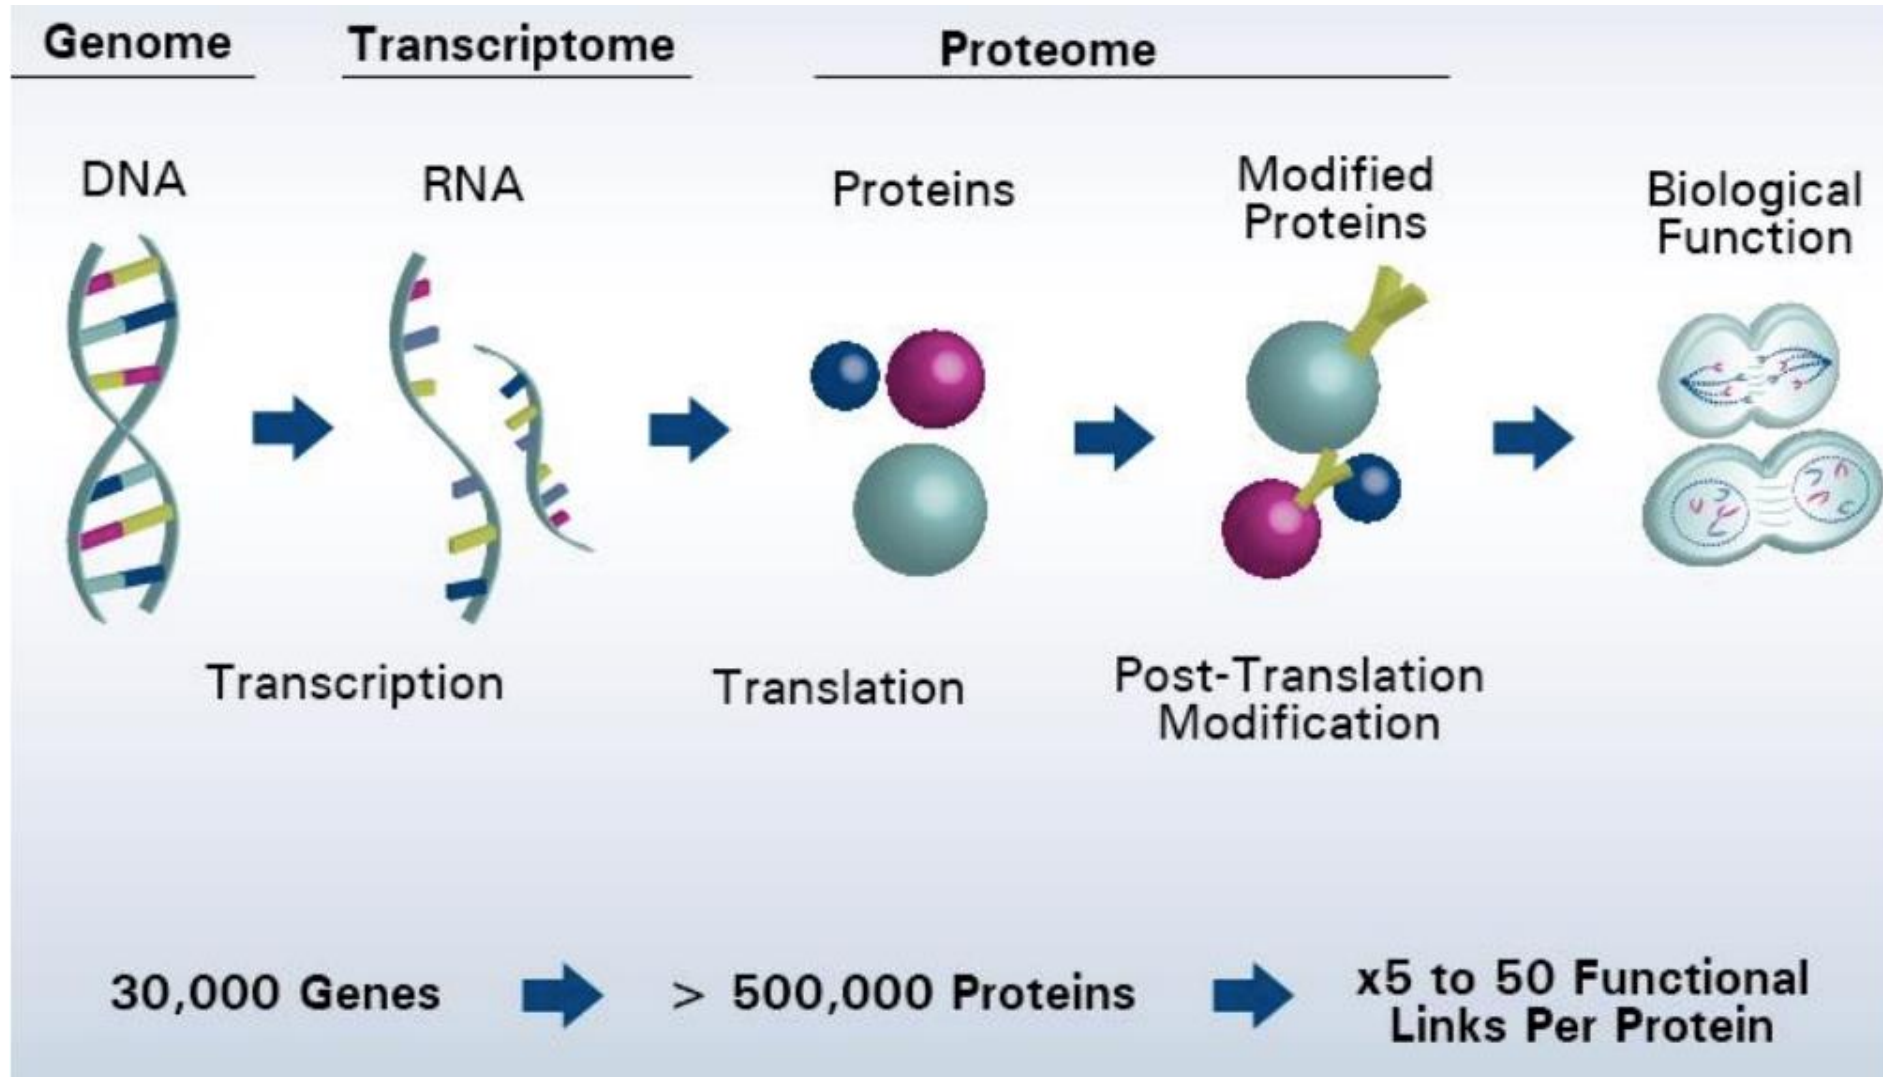 Genome
Transcriptome
Proteome
DNA
RNA
Proteins
Modified
Proteins
Biological
Function
Transcription
Translation
Post-Translation
Modification
30,000 Genes
> 500,000 Proteins
x5 to 50 Functional
Links Per Protein